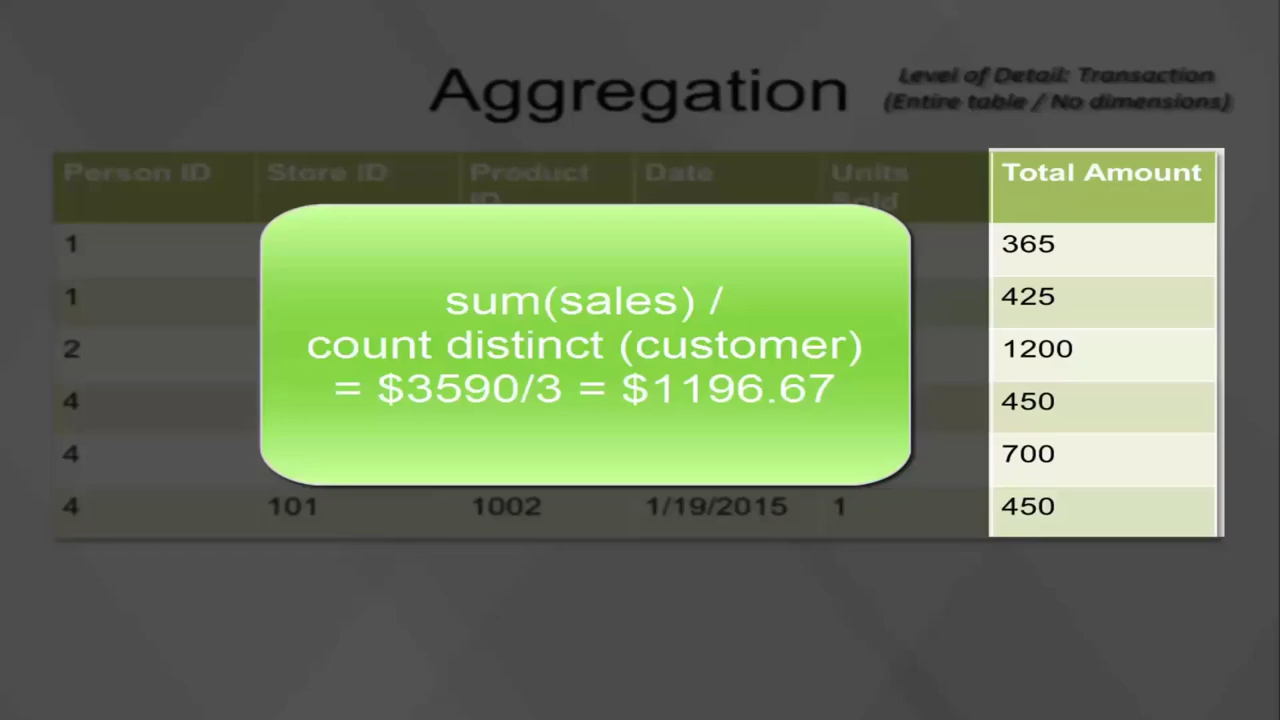 Aggregation
Level of Detail: Transaction
(Entire table / No dimensions)
Person ID Store ID Product ID Date Units Sold Total Amount
1 365
1 425
sum(sales) /
count distinct (customer)
= $3590/3 = $1196.67
2 1200
4 450
4 700
4 101 1002 1/19/2015 1 450